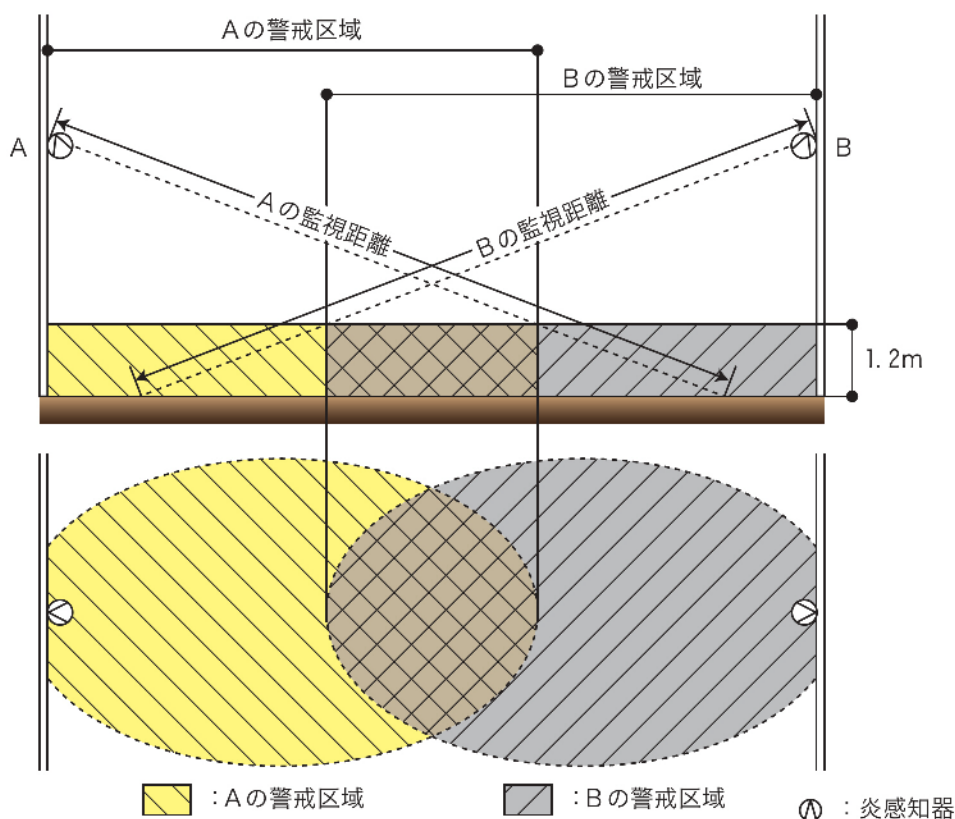 Aの警戒区域
Bの警戒区域
A
B
Aの監視距離
Bの監視距離
1.2m
：Aの警戒区域
：Bの警戒区域
：炎感知器